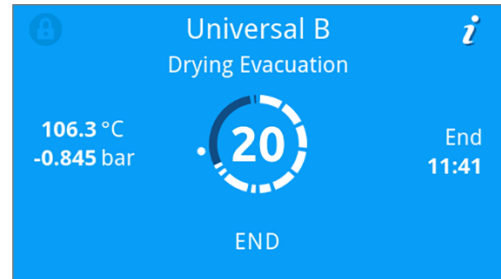 Universal B
i
Drying Evacuation
106.3 °C
-0.845 bar
20
End
11:41
END